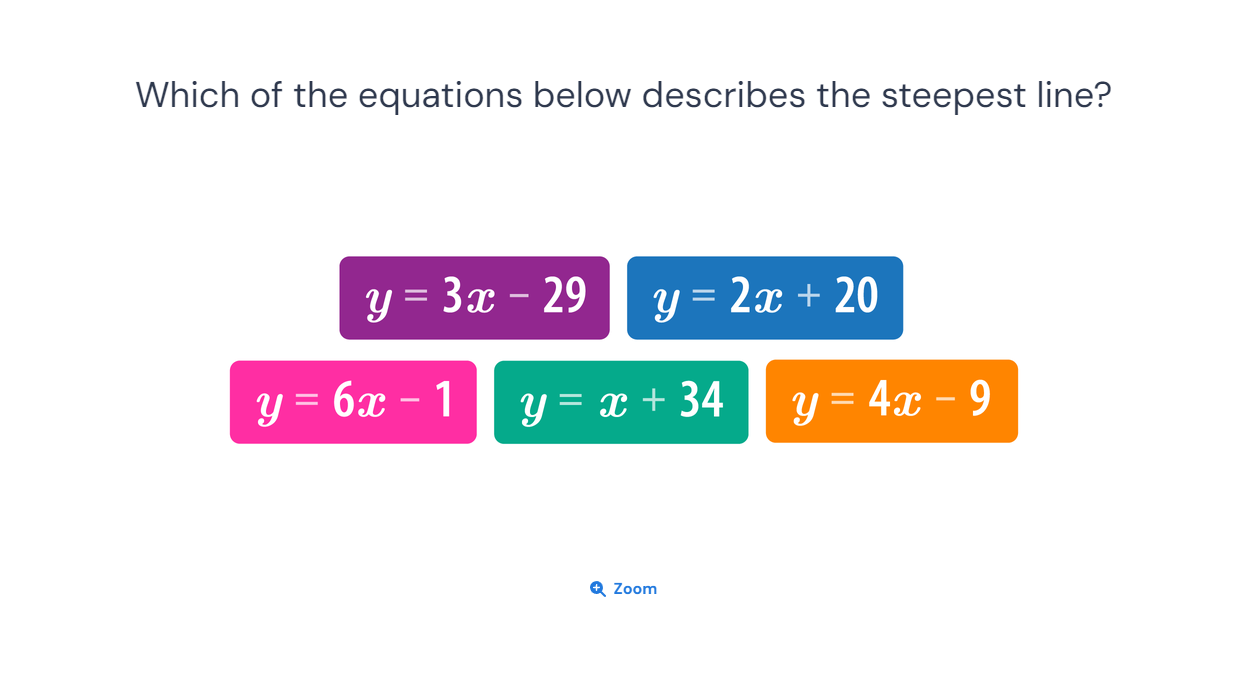 Which of the equations below describes the steepest line?
y = 3x − 29
y = 2x + 20
y = 6x − 1
y = x + 34
y = 4x − 9
Zoom